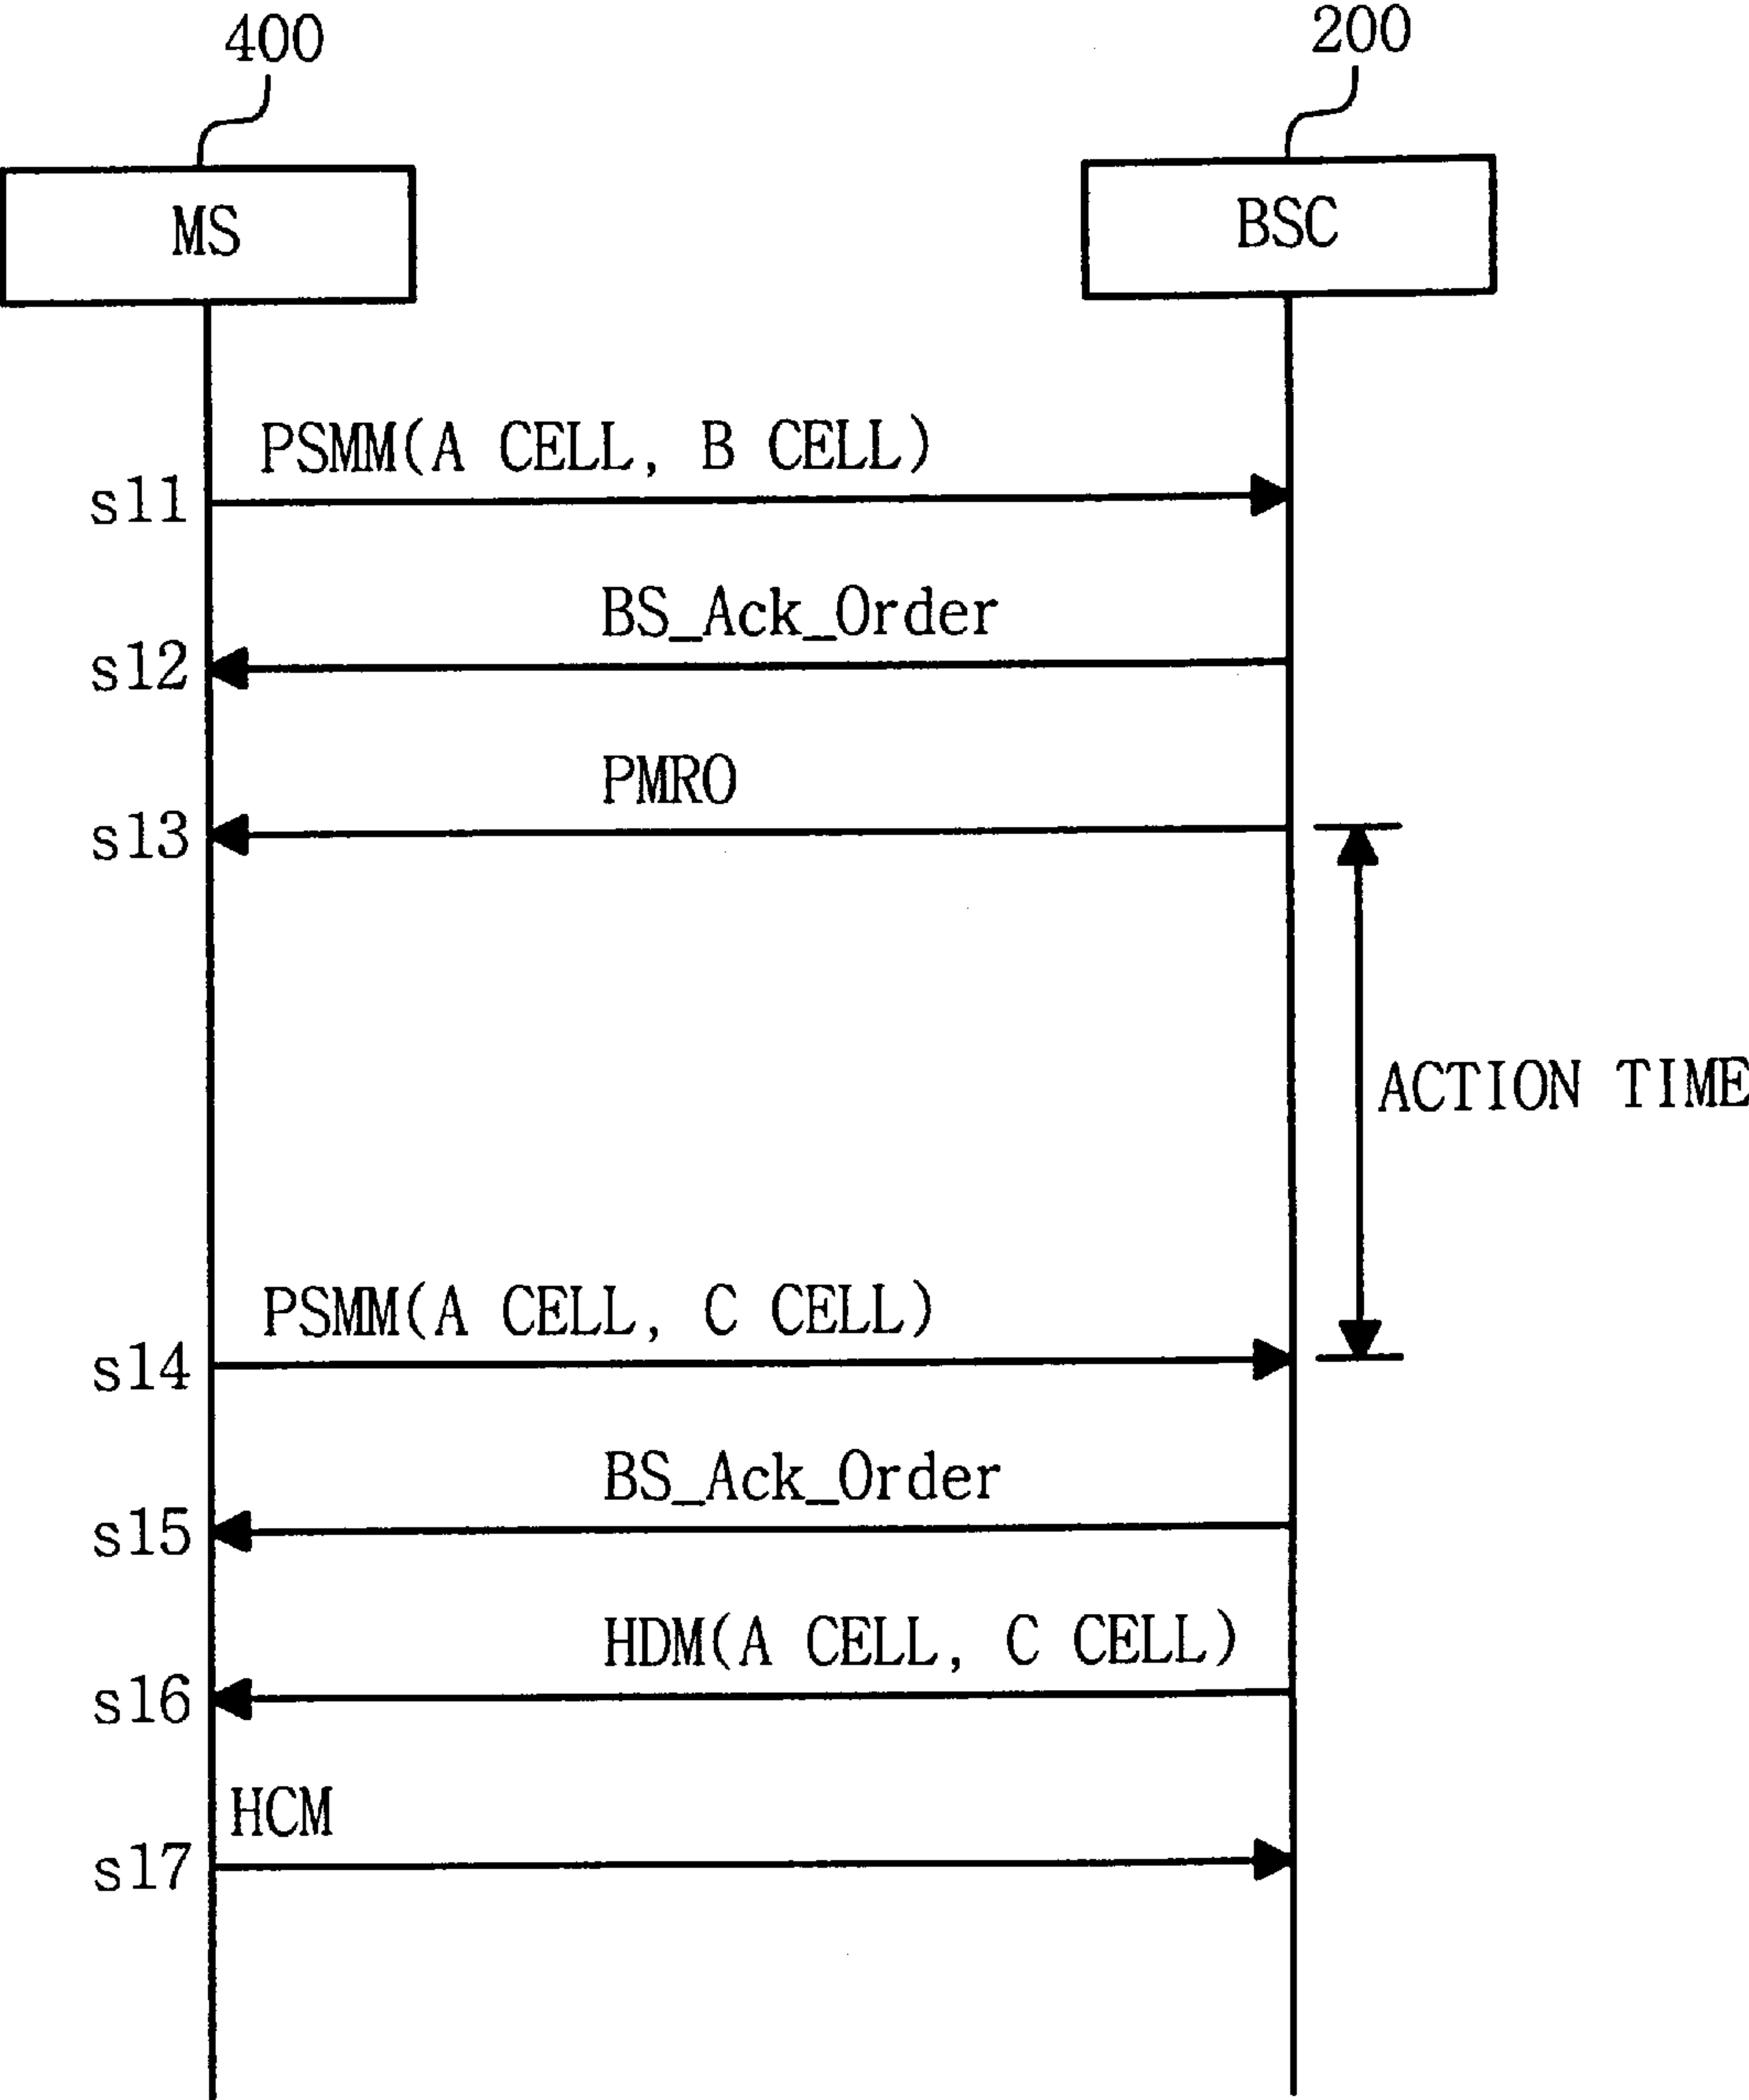 400
200
MS
BSC
PSMM(A CELL, B CELL)
s11
BS_Ack_Order
s12
PMRO
s13
ACTION TIME
PSMM(A CELL, C CELL)
s14
BS_Ack_Order
s15
HDM(A CELL, C CELL)
s16
HCM
s17